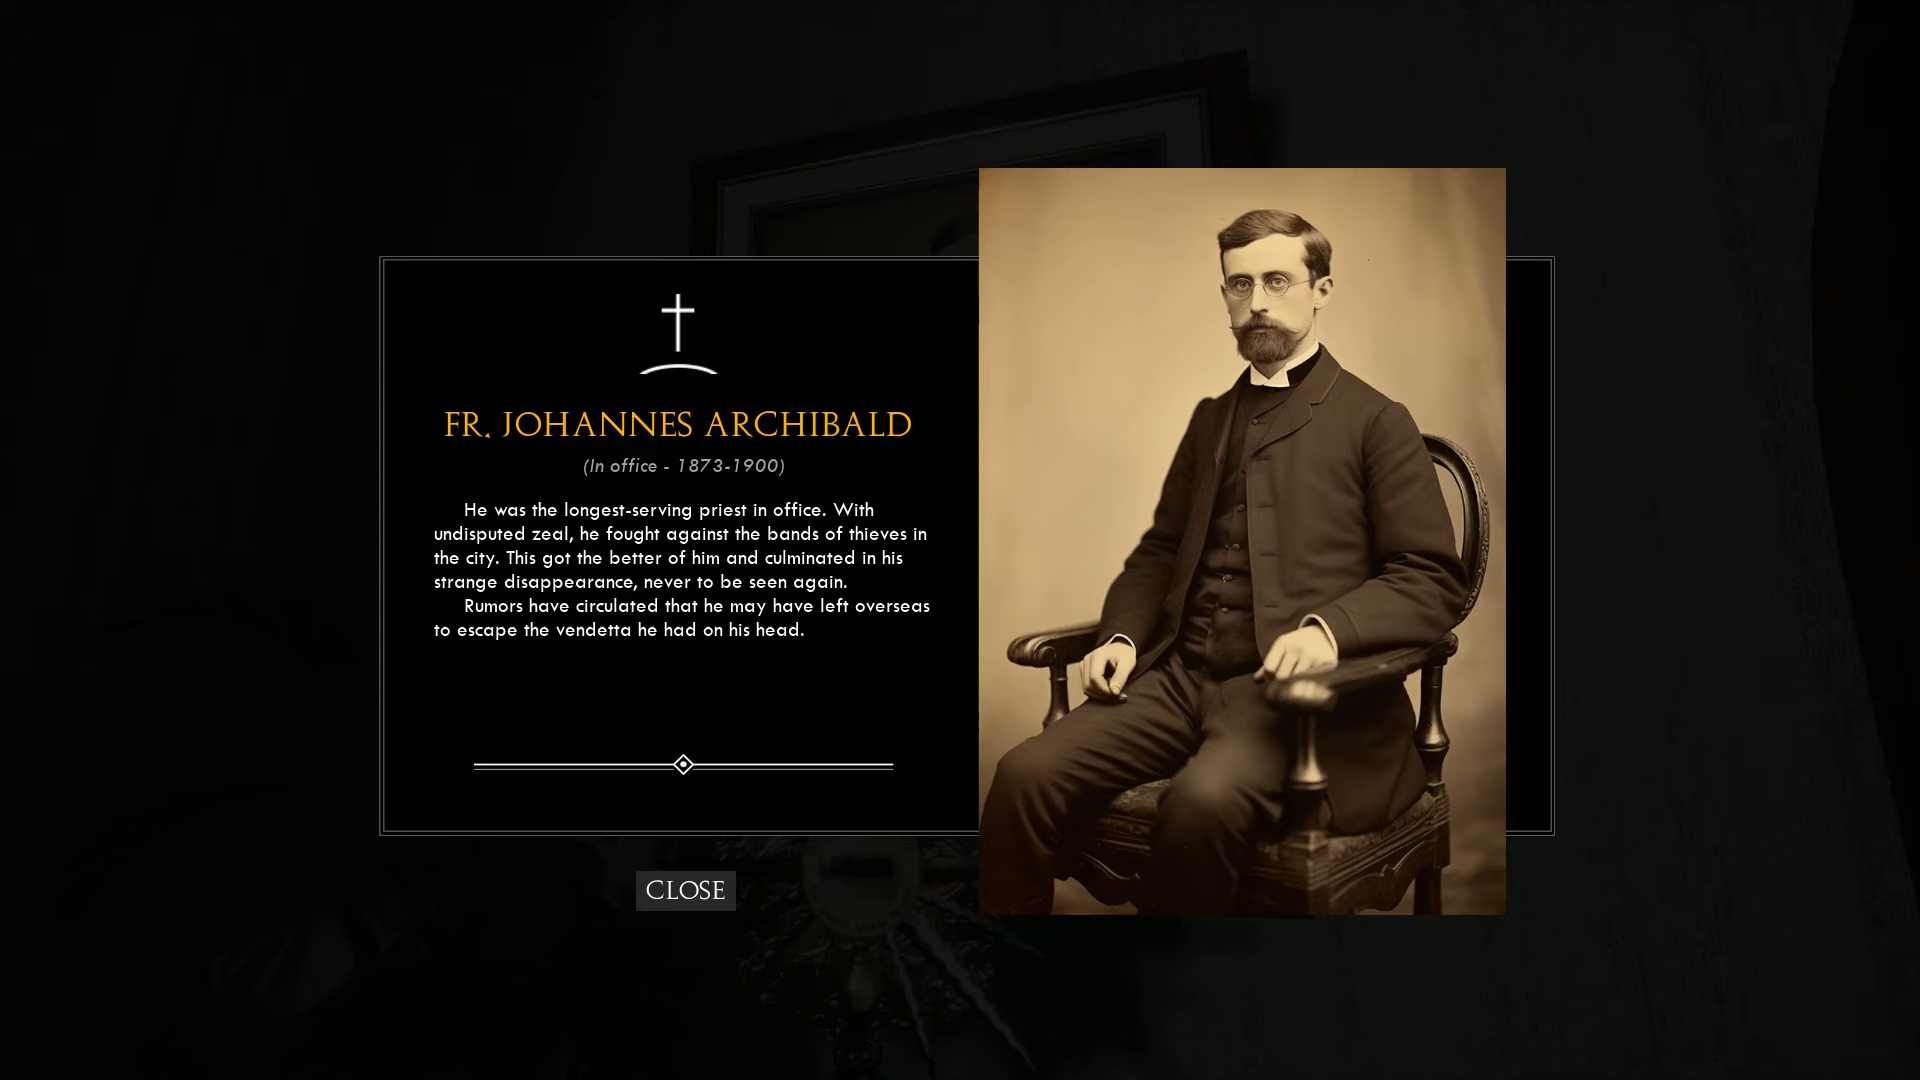 FR. JOHANNES ARCHIBALD
(In office - 1873-1900)
He was the longest-serving priest in office. With
undisputed zeal, he fought against the bands of thieves in
the city. This got the better of him and culminated in his
strange disappearance, never to be seen again.
Rumors have circulated that he may have left overseas
to escape the vendetta he had on his head.
CLOSE